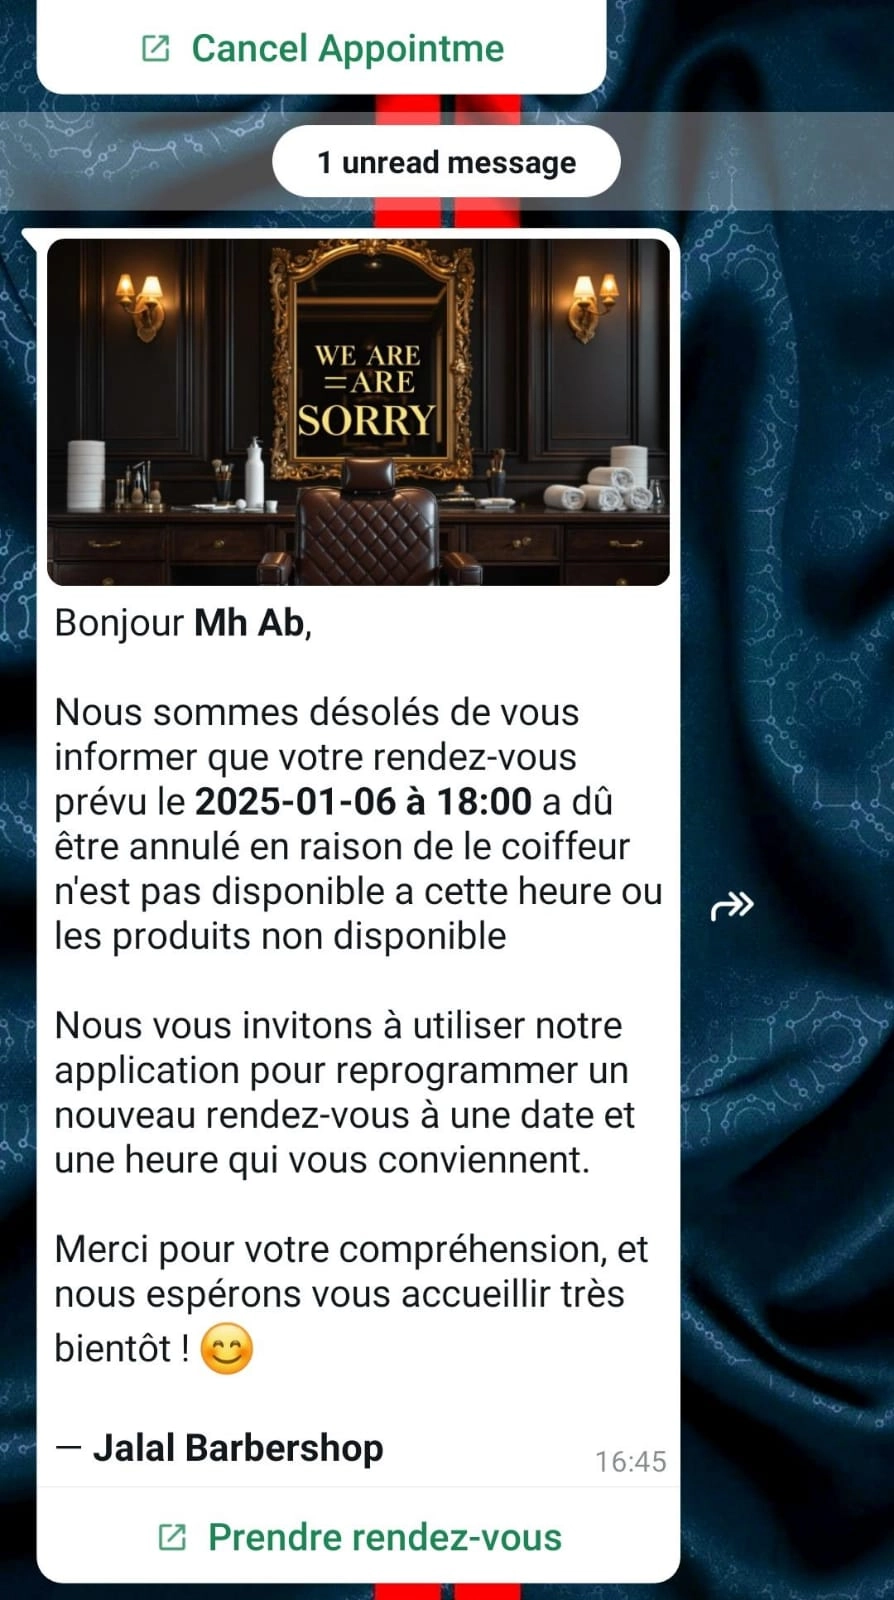 Cancel Appointme
1 unread message
WE ARE
=ARE
SORRY
Bonjour Mh Ab,
Nous sommes désolés de vous
informer que votre rendez-vous
prévu le 2025-01-06 à 18:00 a dû
être annulé en raison de le coiffeur
n'est pas disponible a cette heure ou
les produits non disponible
Nous vous invitons à utiliser notre
application pour reprogrammer un
nouveau rendez-vous à une date et
une heure qui vous conviennent.
Merci pour votre compréhension, et
nous espérons vous accueillir très
bientôt ! 😊
— Jalal Barbershop
16:45
Prendre rendez-vous